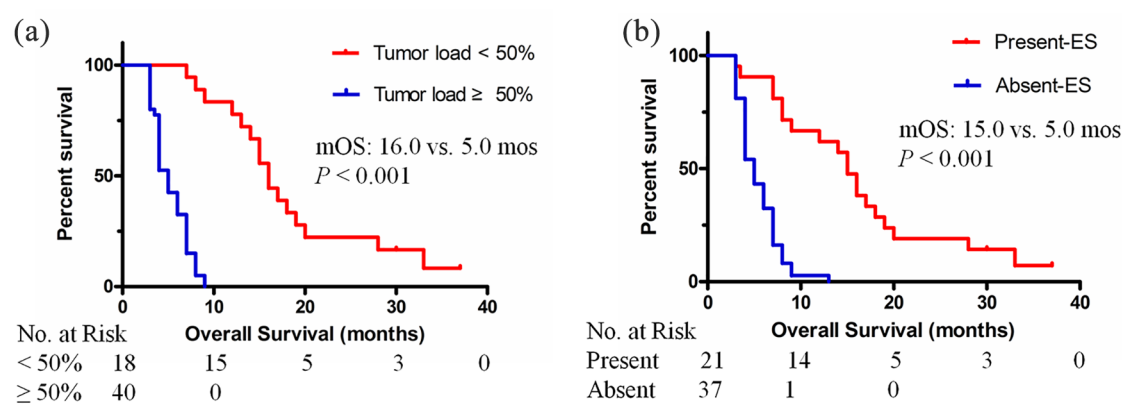 (a)
Tumor load < 50%
Tumor load ≥ 50%
mOS: 16.0 vs. 5.0 mos
P < 0.001
Percent survival
100
50
0
0 10 20 30 40
Overall Survival (months)
No. at Risk
< 50% 18 15 5 3 0
≥ 50% 40 0
(b)
Present-ES
Absent-ES
mOS: 15.0 vs. 5.0 mos
P < 0.001
Percent survival
100
50
0
0 10 20 30 40
Overall Survival (months)
No. at Risk
Present 21 14 5 3 0
Absent 37 1 0